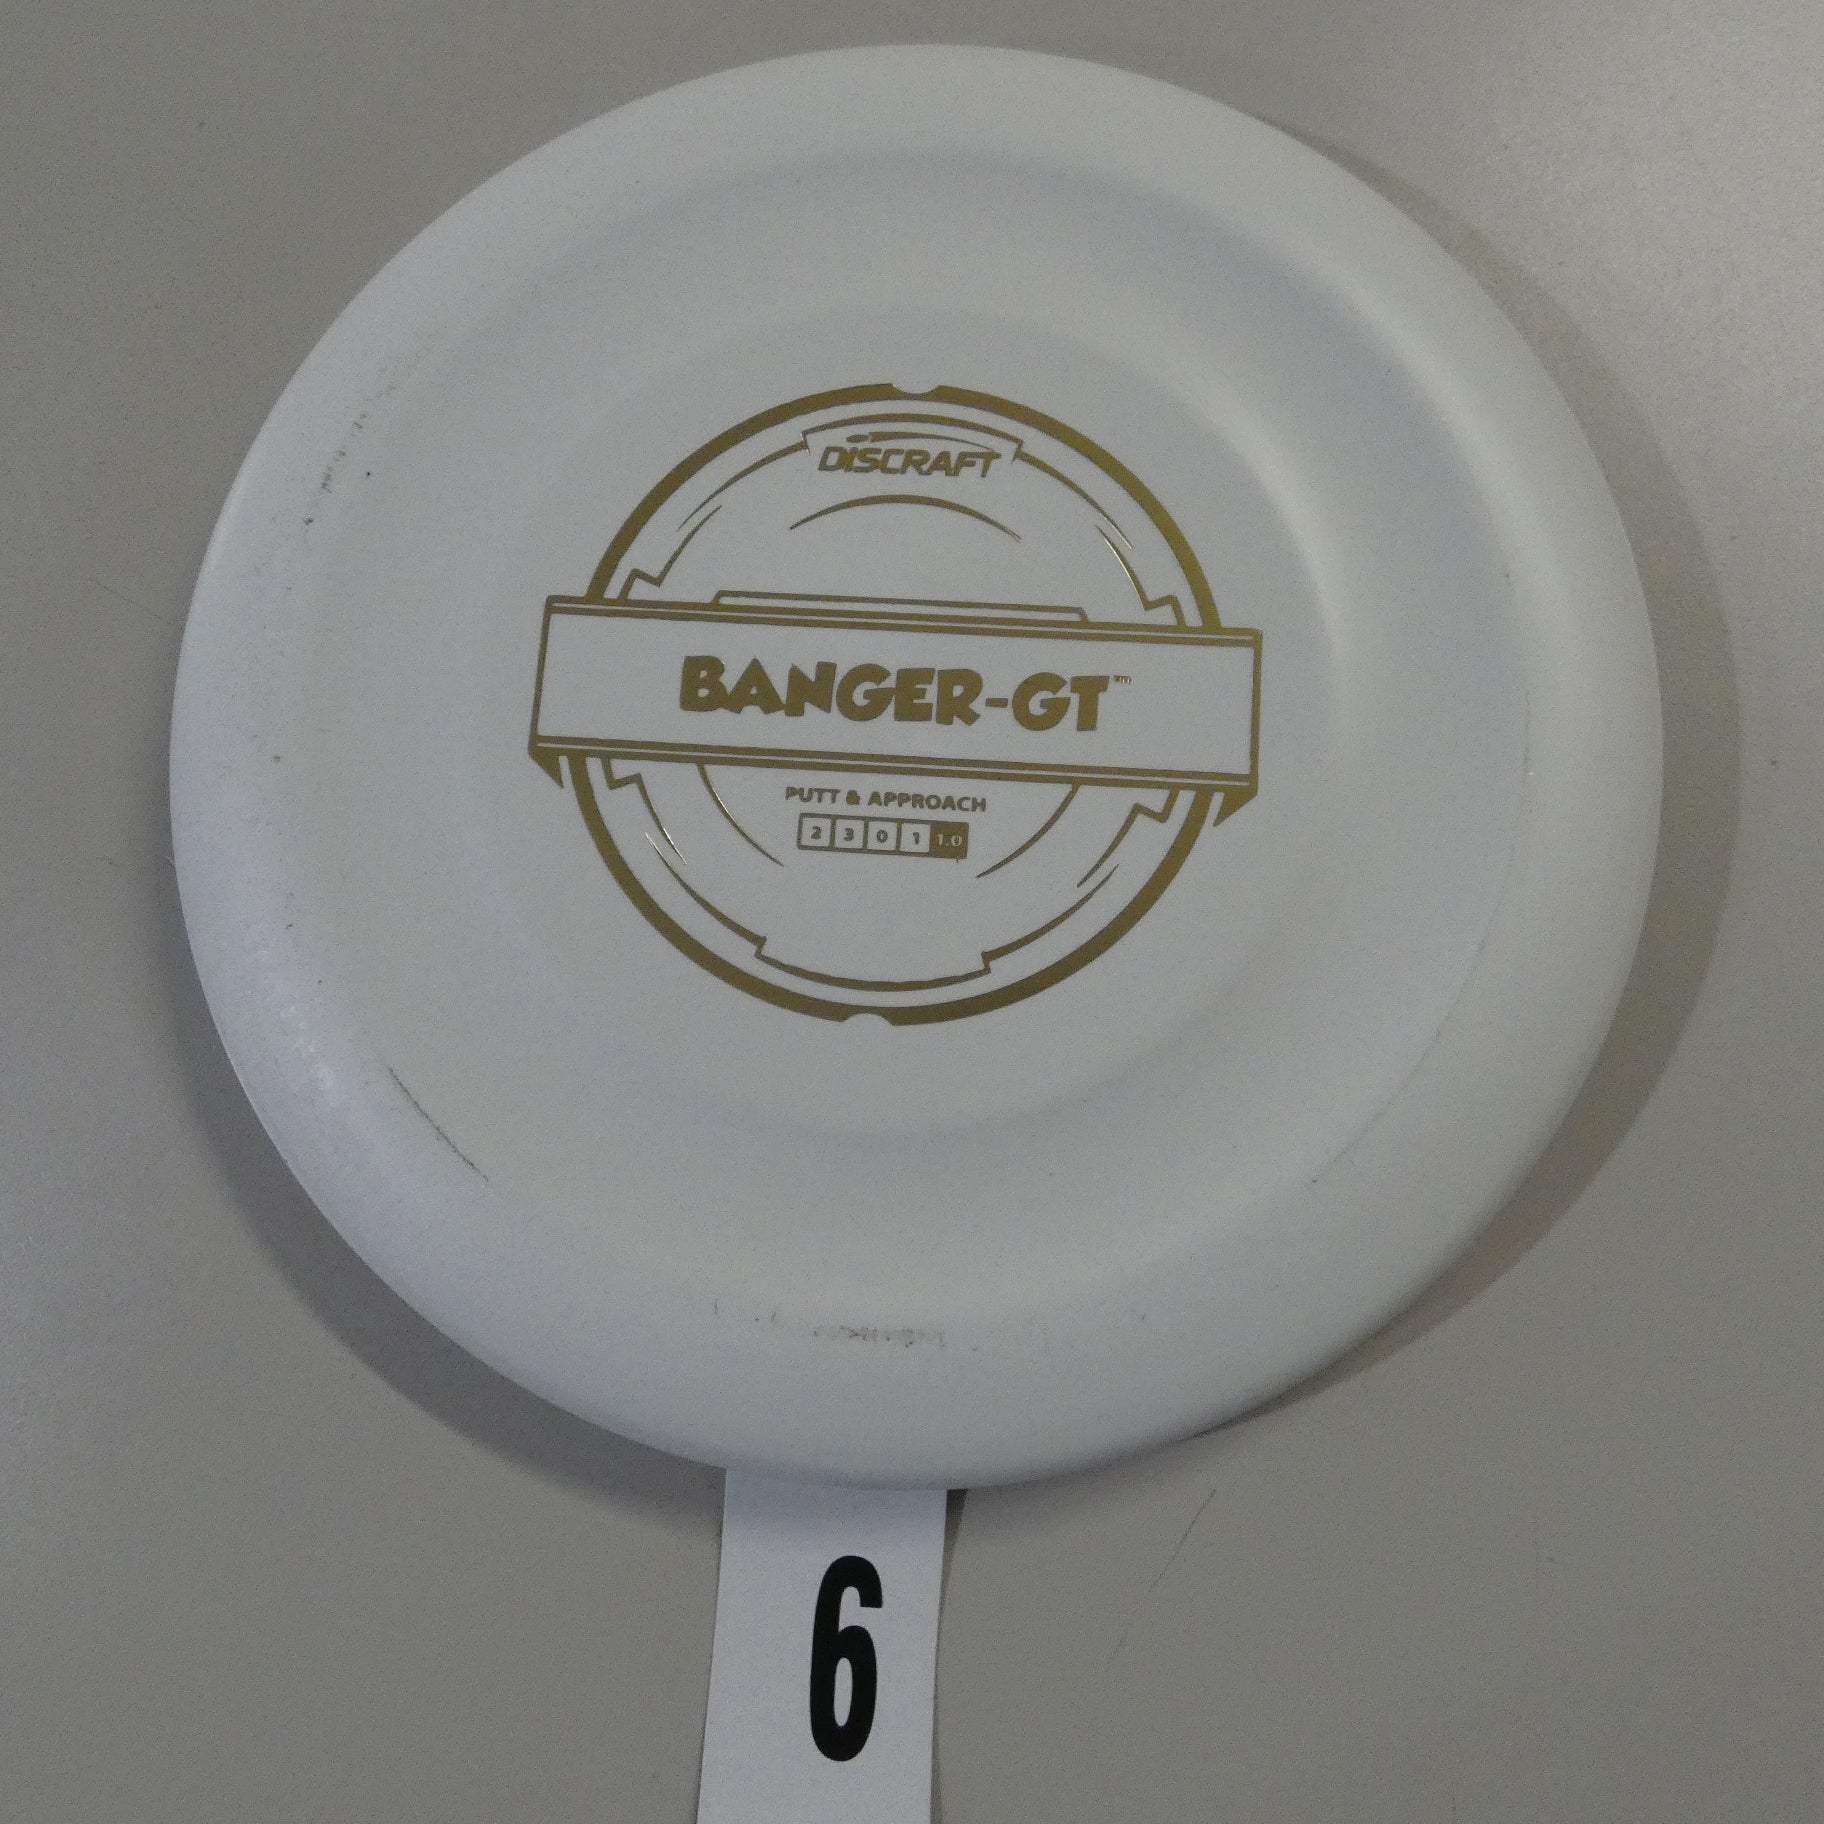 DISCRAFT
BANGER-GT™
PUTT & APPROACH
2 3 0 1 1.0
6